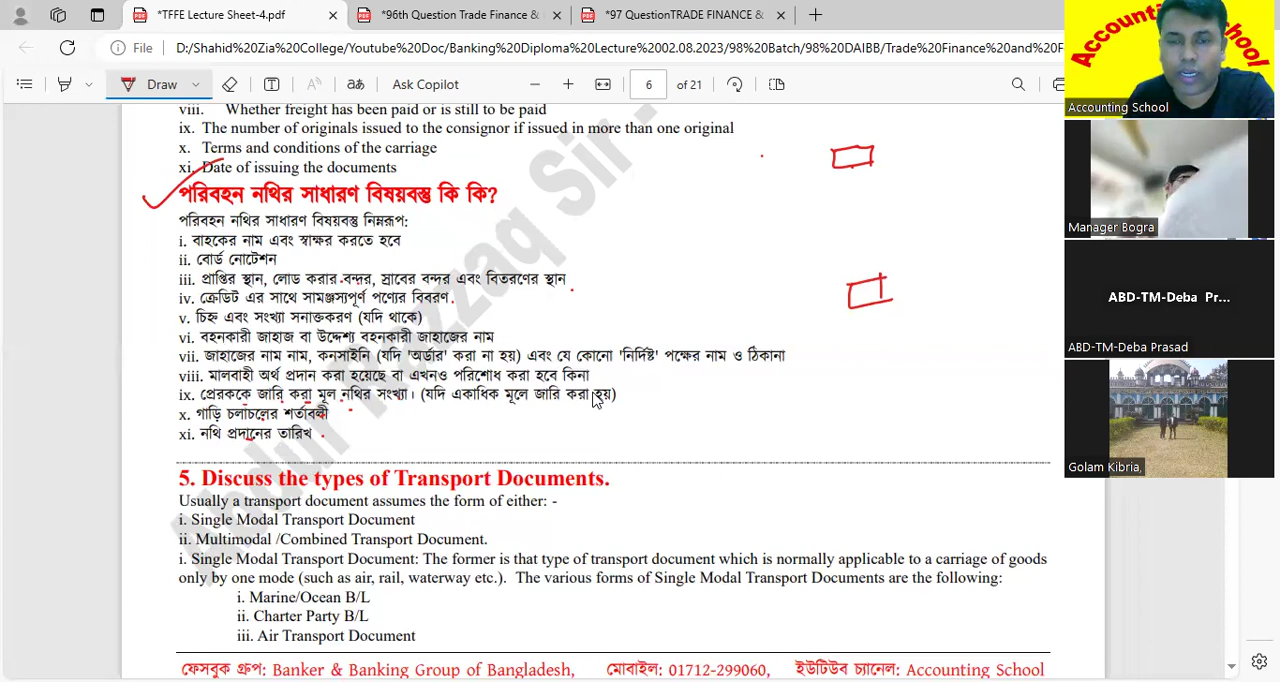 *TFFE Lecture Sheet-4.pdf
*96th Question Trade Finance &
*97 QuestionTRADE FINANCE &
File
D:/Shahid%20Zia%20College/Youtube%20Doc/Banking%20Diploma%20Lecture%2002.08.2023/98%20Batch/98%20DAIBB/Trade%20Finance%20and%20F
Draw
Ask Copilot
6 of 21
viii. Whether freight has been paid or is still to be paid
ix. The number of originals issued to the consignor if issued in more than one original
x. Terms and conditions of the carriage
xi. Date of issuing the documents
পরিবহন নথির সাধারণ বিষয়বস্তু কি কি?
পরিবহন নথির সাধারণ বিষয়বস্তু নিম্নরূপ:
i. বাহকের নাম এবং স্বাক্ষর করতে হবে
ii. বোর্ড নোটেশন
iii. প্রাপ্তির স্থান, লোড করার বন্দর, স্রাবের বন্দর এবং বিতরণের স্থান
iv. ক্রেডিট এর সাথে সামঞ্জস্যপূর্ণ পণ্যের বিবরণ
v. চিহ্ন এবং সংখ্যা সনাক্তকরণ (যদি থাকে)
vi. বহনকারী জাহাজ বা উদ্দেশ্য বহনকারী জাহাজের নাম
vii. জাহাজের নাম নাম, কনসাইনি (যদি 'অর্ডার' করা না হয়) এবং যে কোনো 'নির্দিষ্ট' পক্ষের নাম ও ঠিকানা
viii. মালবাহী অর্থ প্রদান করা হয়েছে বা এখনও পরিশোধ করা হবে কিনা
ix. প্রেরককে জারি করা মূল নথির সংখ্যা। (যদি একাধিক মূলে জারি করা হয়)
x. গাড়ি চলাচলের শর্তাবলী
xi. নথি প্রদানের তারিখ
5. Discuss the types of Transport Documents.
Usually a transport document assumes the form of either: -
i. Single Modal Transport Document
ii. Multimodal /Combined Transport Document.
i. Single Modal Transport Document: The former is that type of transport document which is normally applicable to a carriage of goods
only by one mode (such as air, rail, waterway etc.). The various forms of Single Modal Transport Documents are the following:
i. Marine/Ocean B/L
ii. Charter Party B/L
iii. Air Transport Document
ফেসবুক গ্রুপ: Banker & Banking Group of Bangladesh, মোবাইল: 01712-299060, ইউটিউব চ্যানেল: Accounting School
Abdur Razzaq Sir -
Accounting School
Accounting School
Manager Bogra
ABD-TM-Deba Pr...
ABD-TM-Deba Prasad
Golam Kibria,